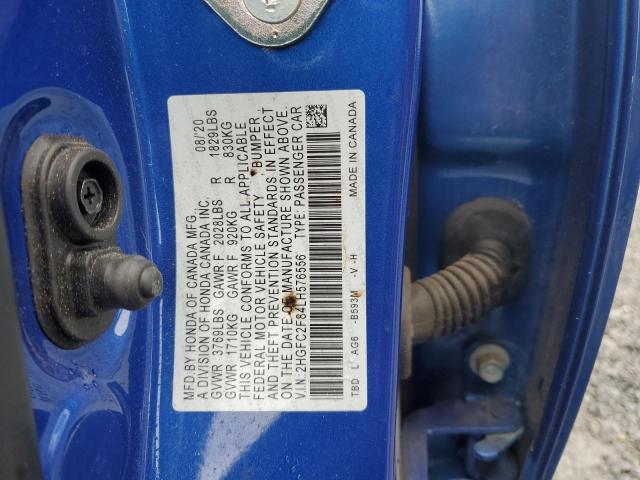 MFD BY HONDA OF CANADA MFG. 08/20
A DIVISION OF HONDA CANADA INC.
GVWR 3769LBS GAWR F 2028LBS R 1829LBS
GVWR 1710KG GAWR F 920KG R 830KG
THIS VEHICLE CONFORMS TO ALL APPLICABLE
FEDERAL MOTOR VEHICLE SAFETY BUMPER
AND THEFT PREVENTION STANDARDS IN EFFECT
ON THE DATE MANUFACTURE SHOWN ABOVE.
V.I.N.: TYPE: PASSENGER CAR
TBD L AG6 -B593M -V -H MADE IN CANADA